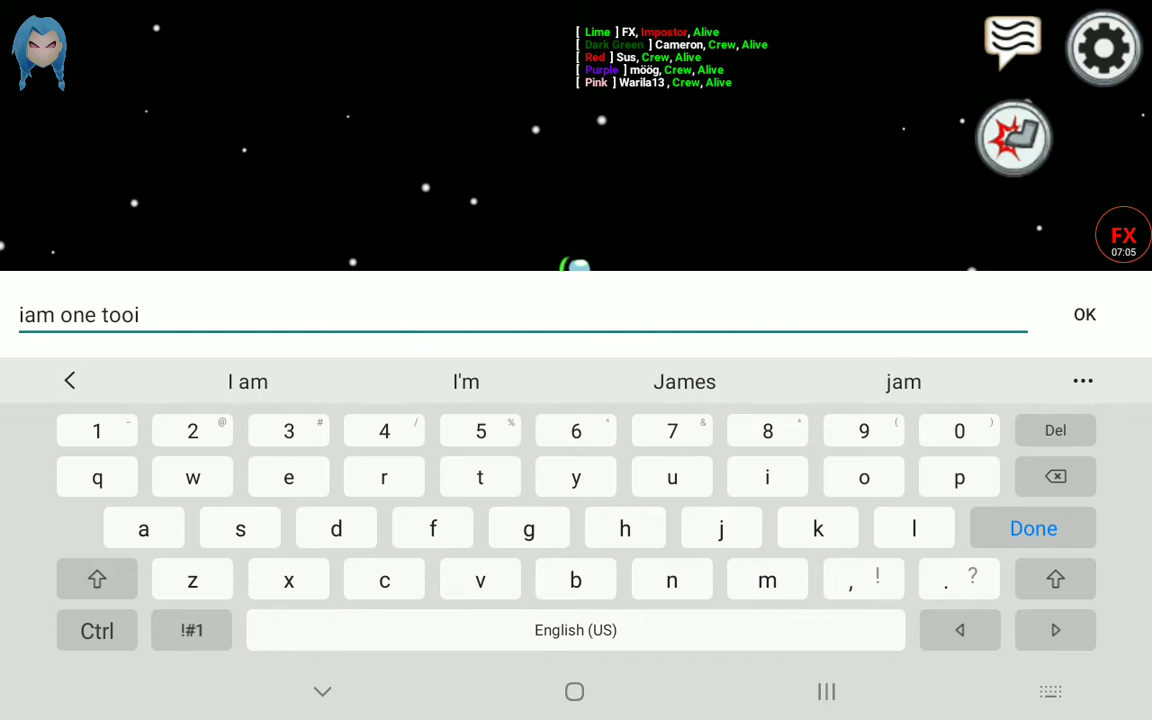 [ Lime ] FX, Impostor, Alive
[ Dark Green ] Cameron, Crew, Alive
[ Red ] Sus, Crew, Alive
[ Purple ] möög, Crew, Alive
[ Pink ] Warila13 , Crew, Alive
FX
07:05
iam one tooi
OK
I am I'm James jam ...
1 - 2 @ 3 # 4 / 5 % 6 ^ 7 & 8 * 9 ( 0 ) Del
q w e r t y u i o p
a s d f g h j k l Done
z x c v b n m , ! . ?
Ctrl !#1 English (US)